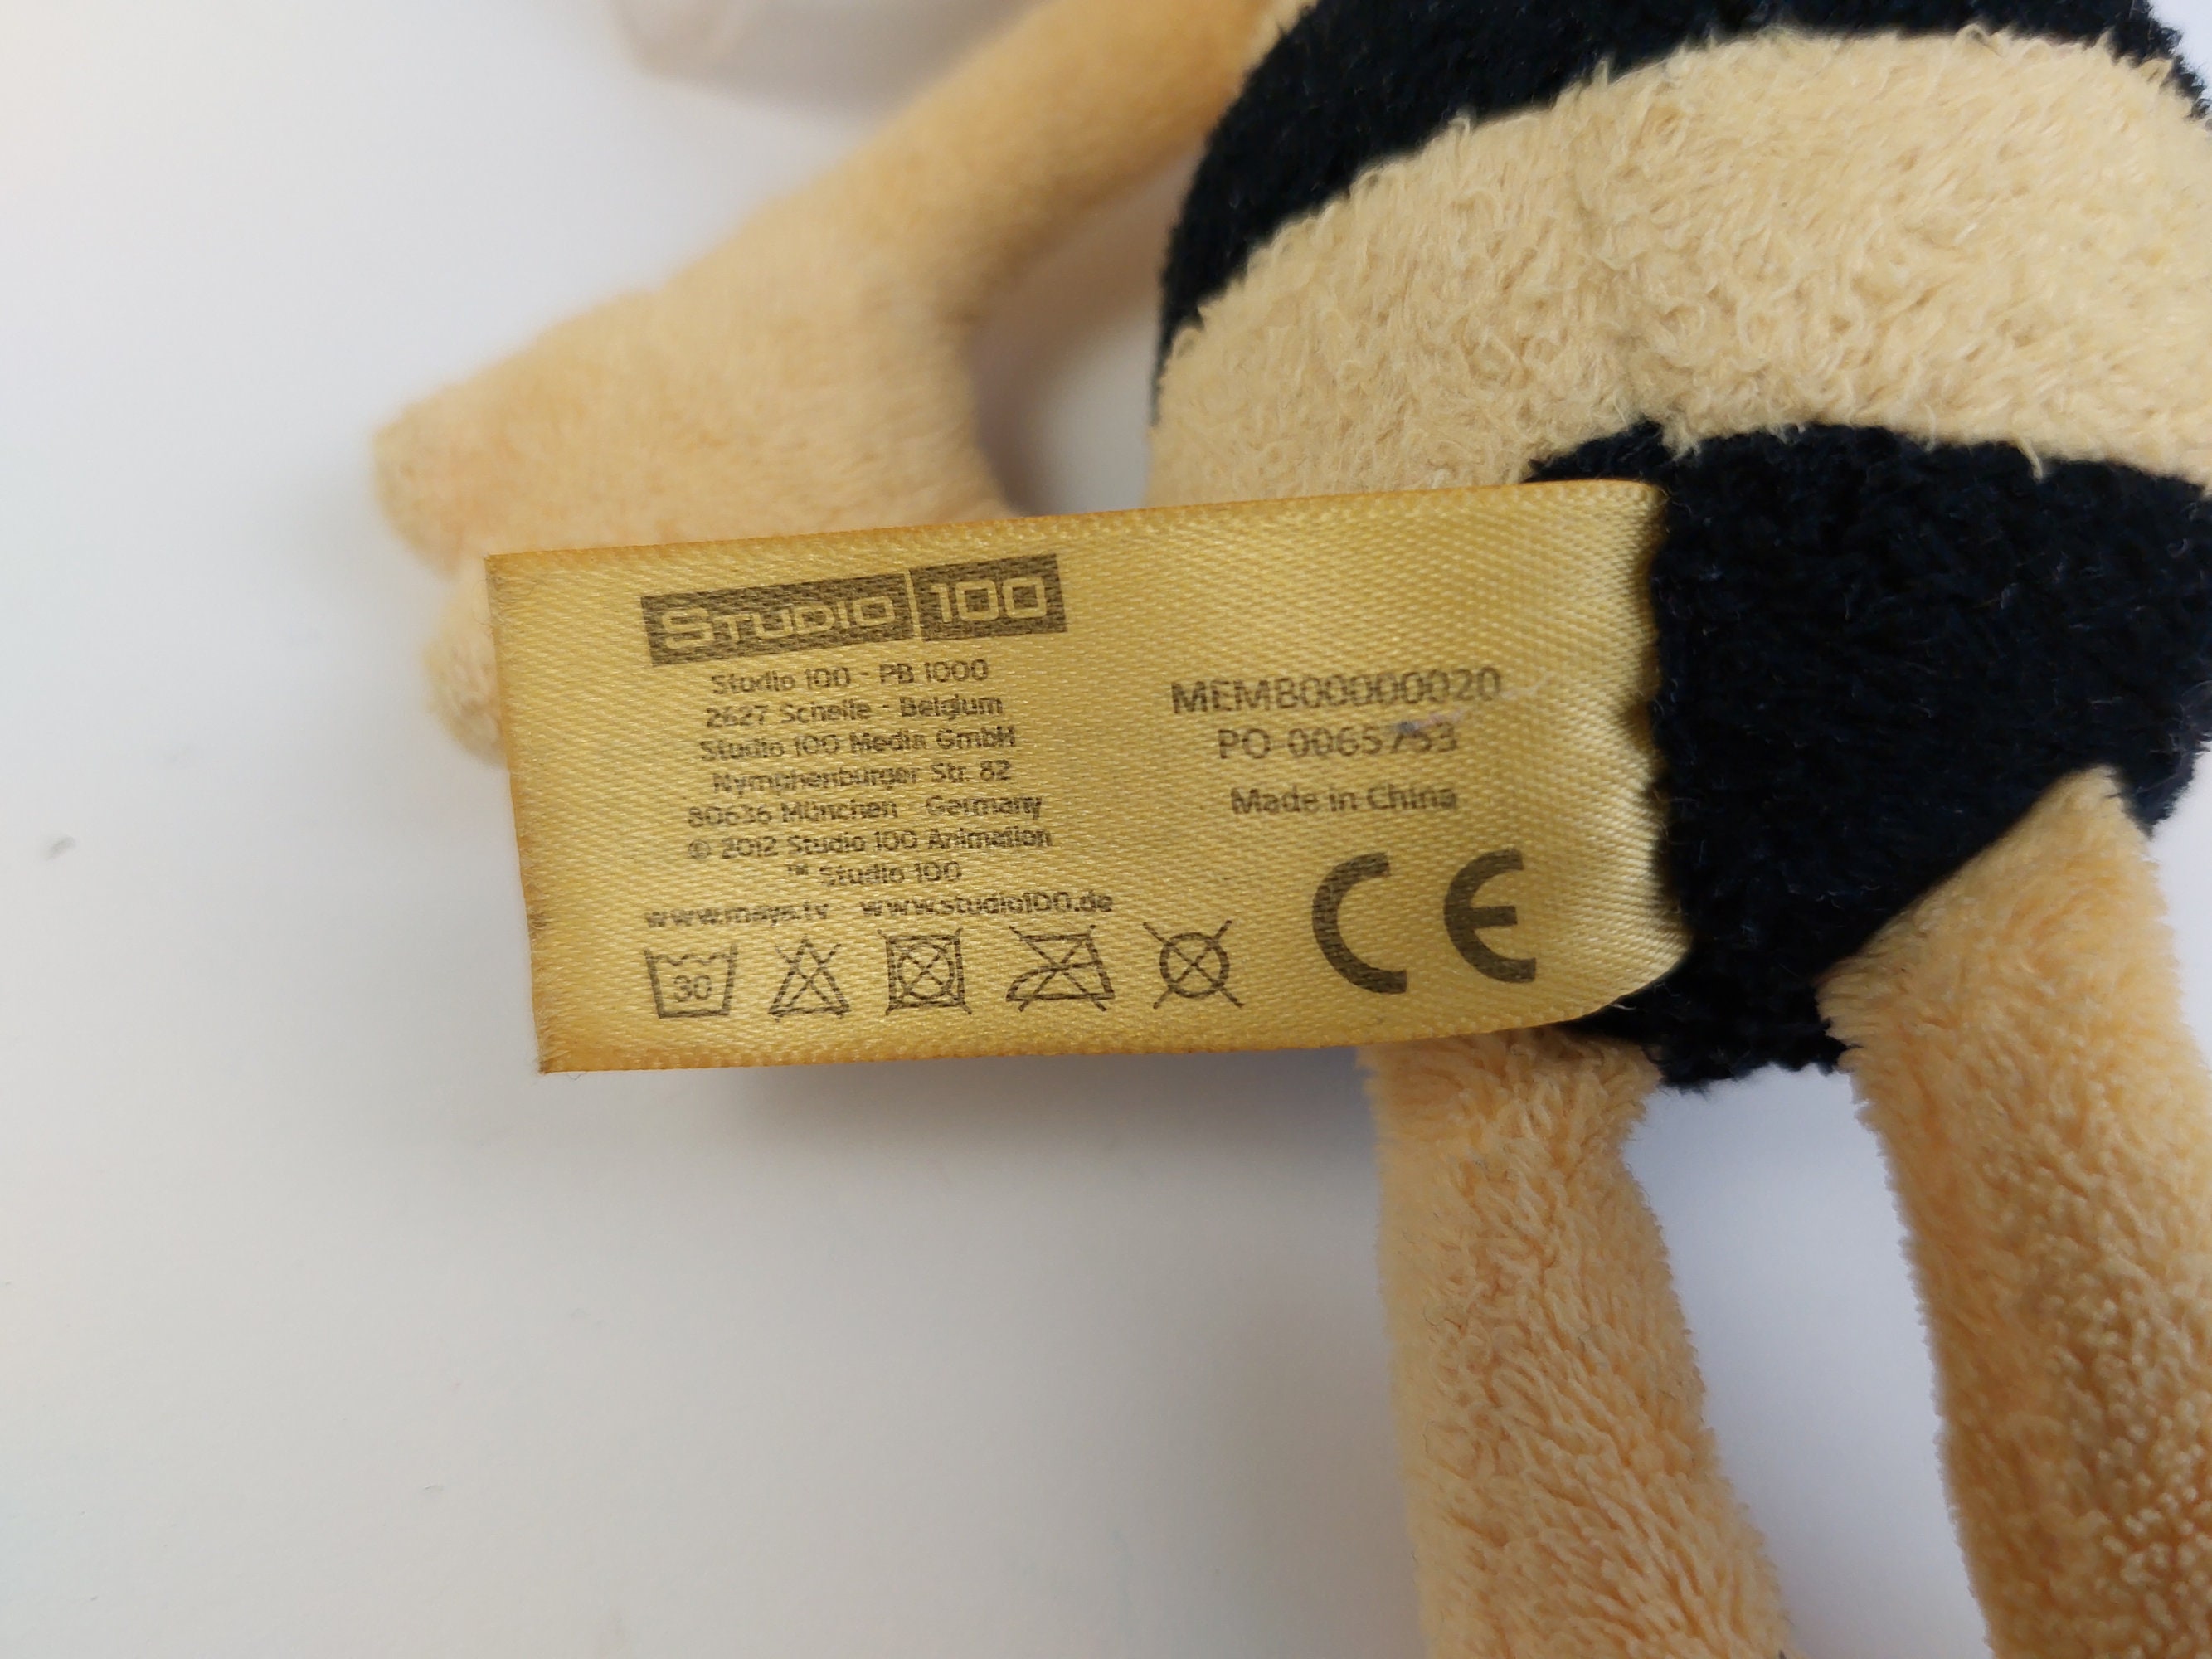 STUDIO 100
Studio 100 - PB 1000
2627 Schelle - Belgium
Studio 100 Media GmbH
Nymphenburger Str. 82
80636 München - Germany
© 2012 Studio 100 Animation
™ Studio 100
www.maya.tv - www.studio100.de
30
MEMB00000020
PO-0065753
Made in China
CE